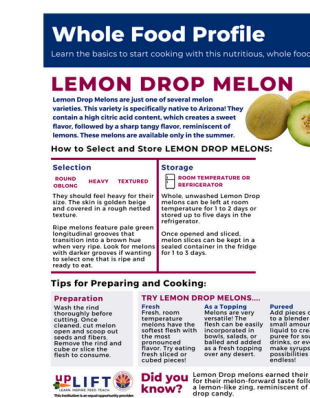 Whole Food Profile
Learn the basics to start cooking with this nutritious, whole food
LEMON DROP MELON
Lemon Drop Melons are just one of several melon
varieties. This variety is specifically native to Arizona! They
contain a high citric acid content, which creates a sweet
flavor, followed by a sharp tangy flavor, reminiscent of
lemons. These melons are available only in the summer.
How to Select and Store LEMON DROP MELONS:
Selection
ROUND
OBLONG
HEAVY
TEXTURED
They should feel heavy for their
size. The skin is golden beige
and covered in a rough netted
texture.
Ripe melons feature pale green
longitudinal grooves that
transition into a brown hue
when very ripe. Look for melons
with darker grooves if wanting
to select one that is ripe and
ready to eat.
Storage
ROOM TEMPERATURE OR
REFRIGERATOR
Whole, unwashed Lemon Drop
melons can be left at room
temperature for 1 to 2 days or
stored up to five days in the
refrigerator.
Once opened and sliced,
melon slices can be kept in a
sealed container in the fridge
for 1 to 3 days.
Tips for Preparing and Cooking:
Preparation
Wash the rind
thoroughly before
cutting. Once
cleaned, cut melon
open and scoop out
seeds and fibers.
Remove the rind and
cube or slice the
flesh to consume.
TRY LEMON DROP MELONS....
Fresh
Fresh, room
temperature
melons have the
softest flesh with
the most
pronounced
flavor. Try eating
fresh sliced or
cubed pieces!
As a Topping
Melons are very
versatile! The
flesh can be easily
incorporated in
bowls, salads, or
balled and added
as a fresh topping
over any desert.
Pureed
Add pieces
to a blender
small amoun
liquid to crea
puree for sou
drinks, or ev
make syrups
possibilities
endless!
UPLIFT
LEARN INSPIRE FEED TEACH
This institution is an equal opportunity provider.
Did you
know?
Lemon Drop Melons earned their
for their melon-forward taste follo
a lemon-like zing, reminiscent of
drop candy.